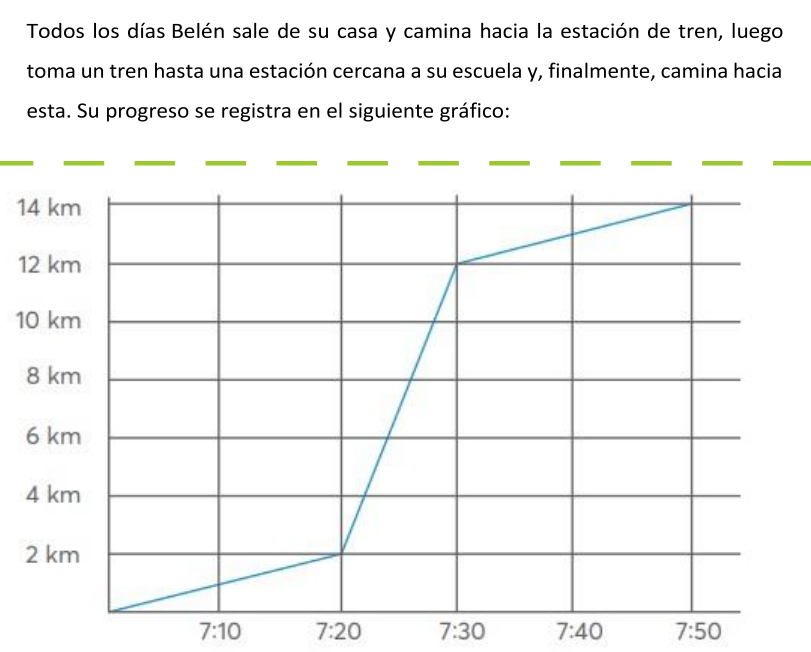 Todos los días Belén sale de su casa y camina hacia la estación de tren, luego
toma un tren hasta una estación cercana a su escuela y, finalmente, camina hacia
esta. Su progreso se registra en el siguiente gráfico:
14 km
12 km
10 km
8 km
6 km
4 km
2 km
7:10 7:20 7:30 7:40 7:50